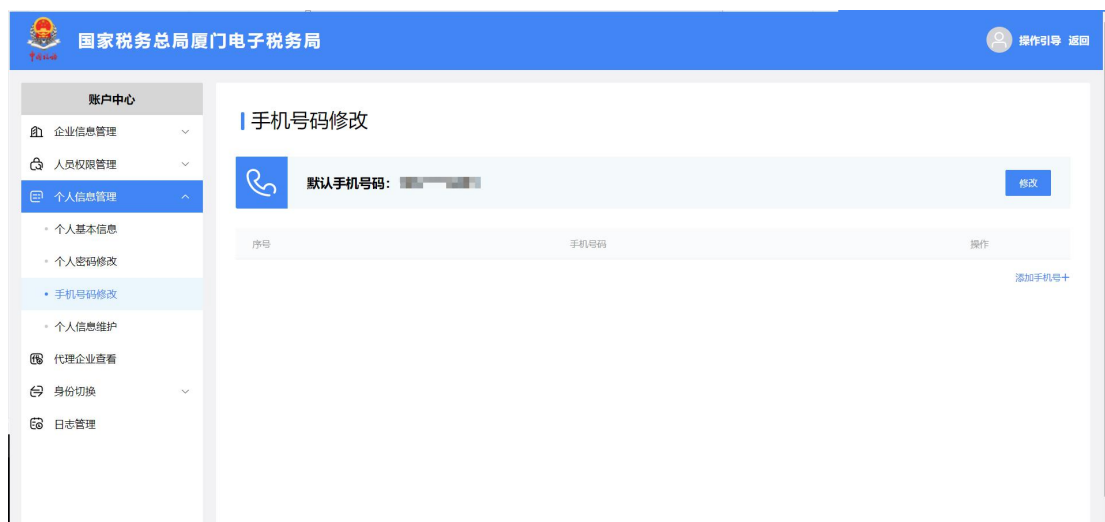 国家税务总局厦门电子税务局
操作引导 返回
账户中心
企业信息管理
人员权限管理
个人信息管理
个人基本信息
个人密码修改
手机号码修改
个人信息维护
代理企业查看
身份切换
日志管理
手机号码修改
默认手机号码:
修改
序号 手机号码 操作
添加手机号+